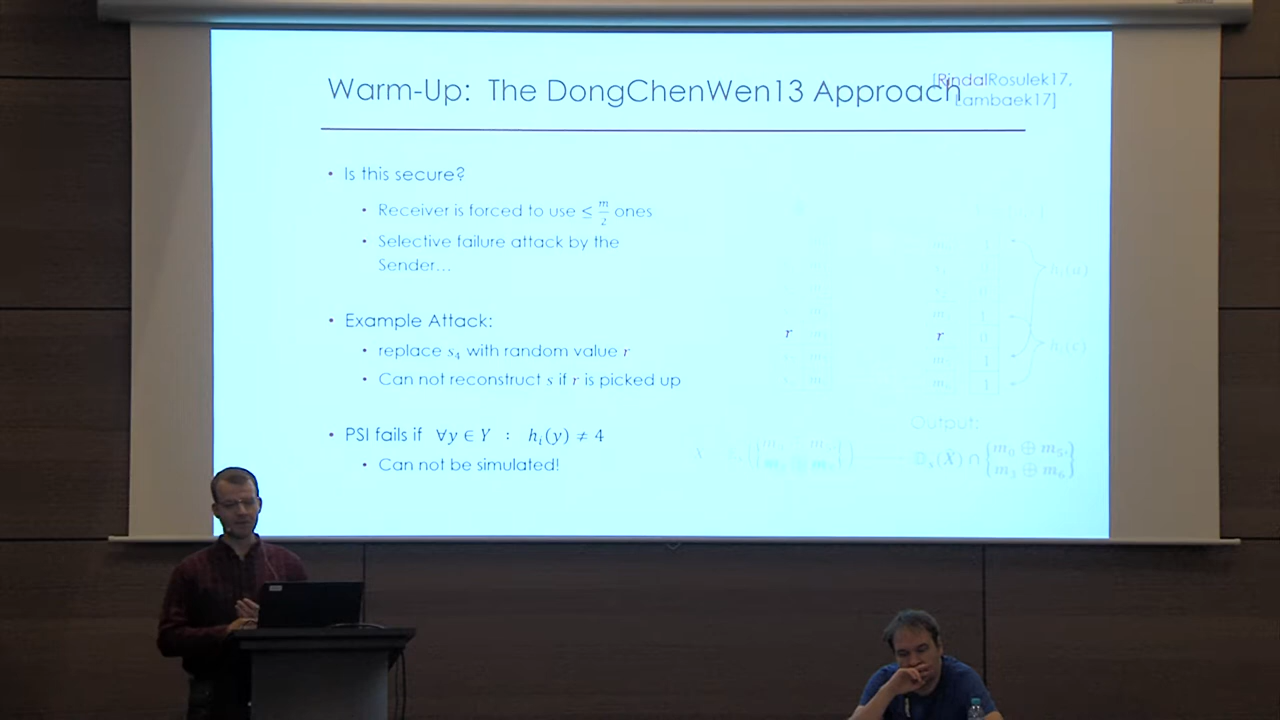 Warm-Up: The DongChenWen13 Approach
[RindalRosulek17,
Lambaek17]
• Is this secure?
• Receiver is forced to use ≤ m/2 ones
• Selective failure attack by the
Sender…
• Example Attack:
• replace s₄ with random value r
• Can not reconstruct s if r is picked up
• PSI fails if ∀y ∈ Y : hᵢ(y) ≠ 4
• Can not be simulated!
r
r
1
1
Output: